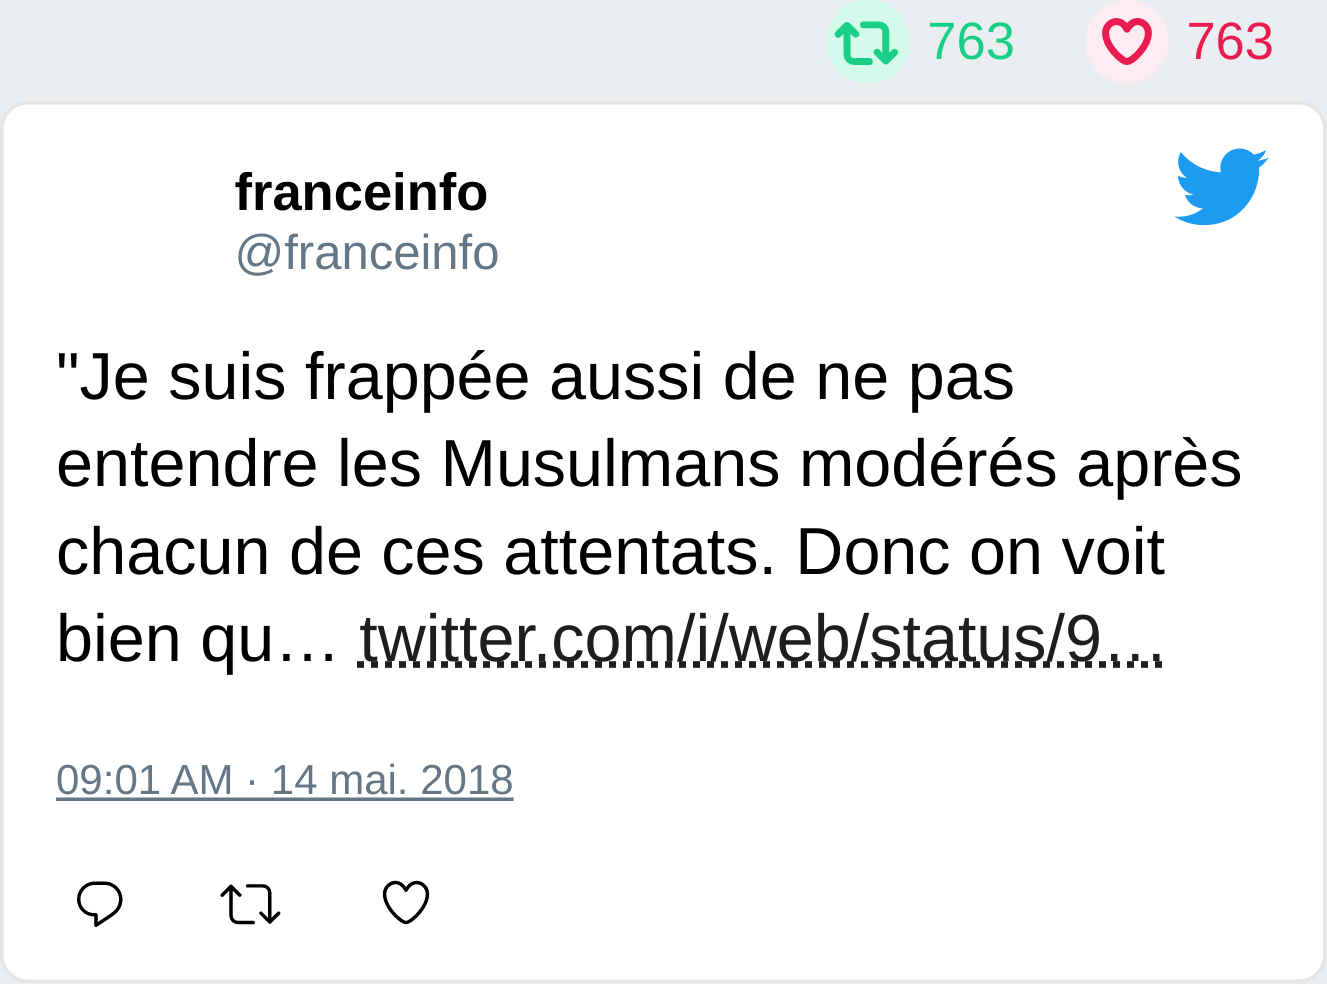 763 763
franceinfo
@franceinfo
"Je suis frappée aussi de ne pas
entendre les Musulmans modérés après
chacun de ces attentats. Donc on voit
bien qu… twitter.com/i/web/status/9…
09:01 AM · 14 mai. 2018